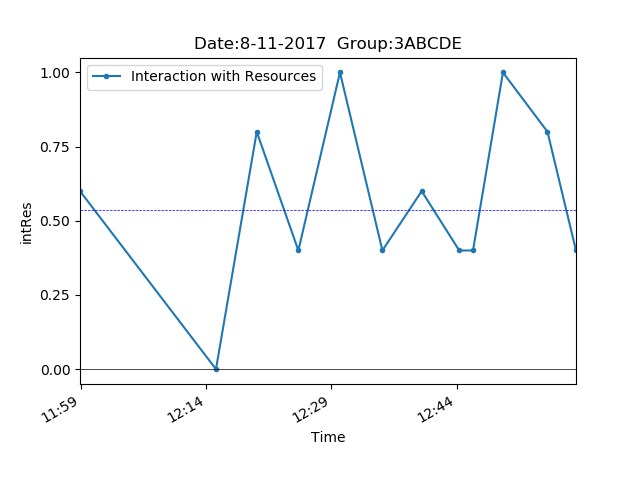 Date:8-11-2017  Group:3ABCDE
Interaction with Resources
1.00
0.75
0.50
0.25
0.00
intRes
11:59
12:14
12:29
12:44
Time